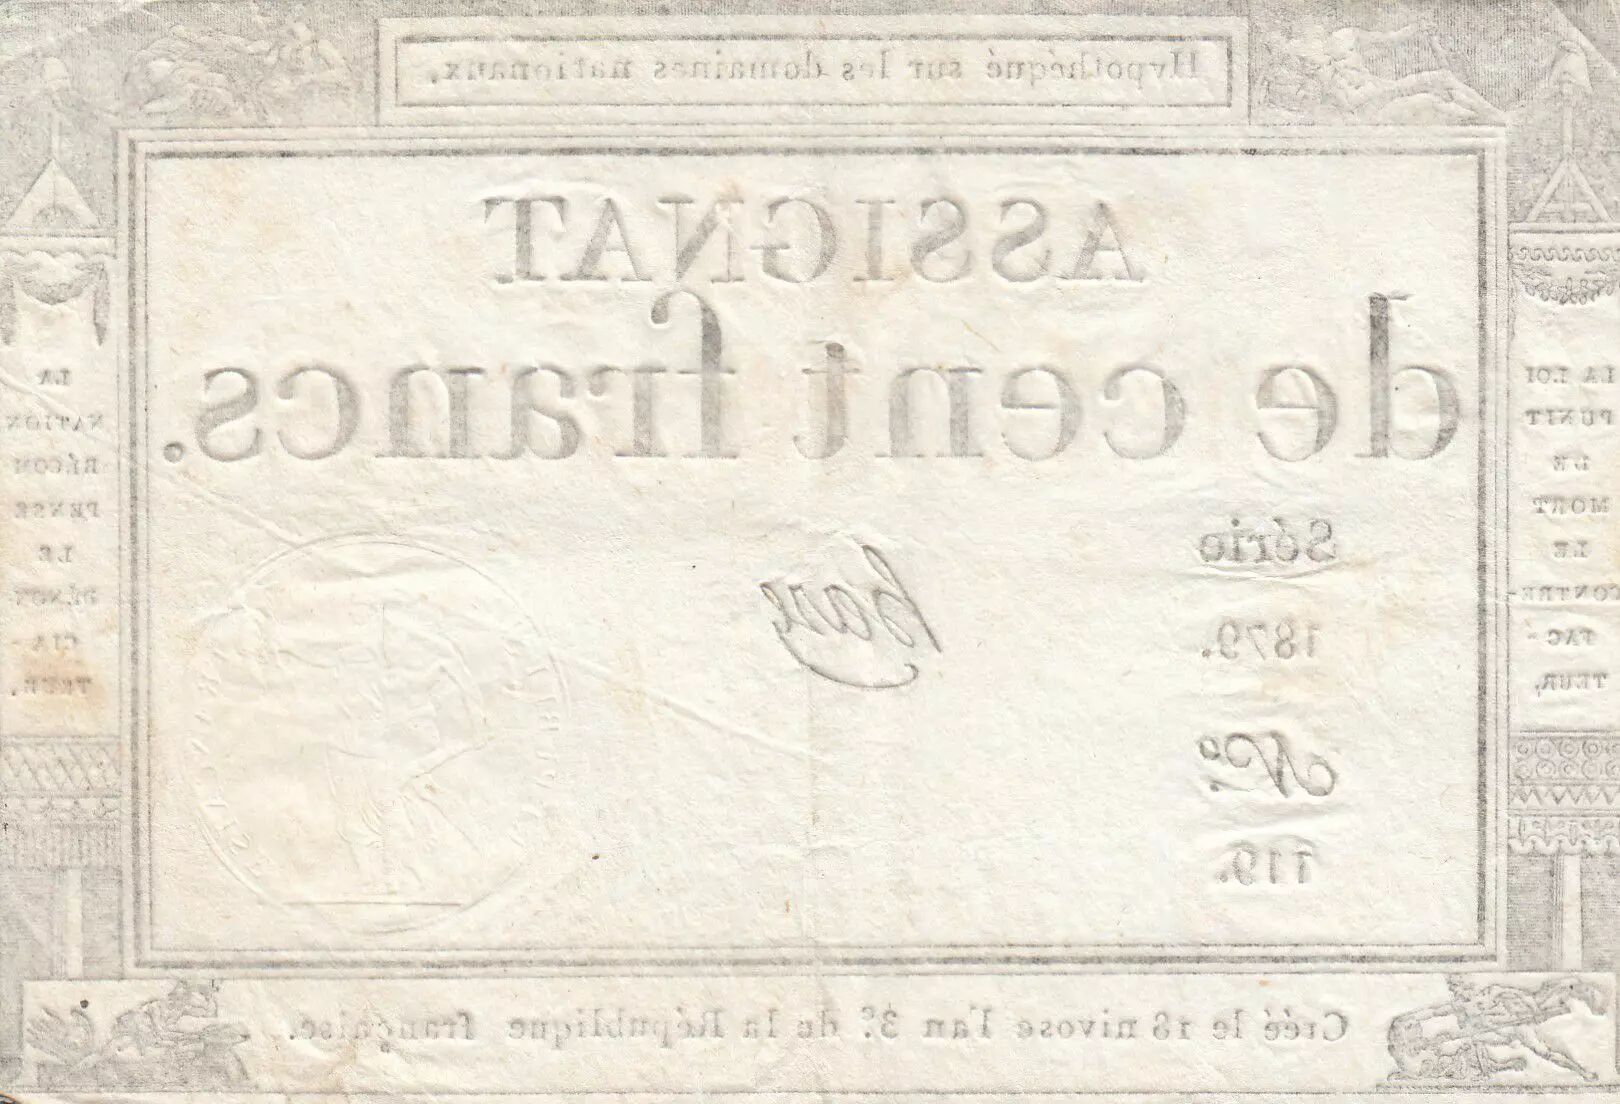 Hypothéqué sur les domaines nationaux.
ASSIGNAT
de cent francs.
Série
1879.
Nº.
119.
LA LOI
PUNIT
DE
MORT
LE
CONTRE-
FAC-
TEUR,
LA
NATION
RÉCOM
PENSE
LE
DÉNON
CIA-
TEUR.
Créé le 18 nivose l'an 3ᵉ. de la République française.